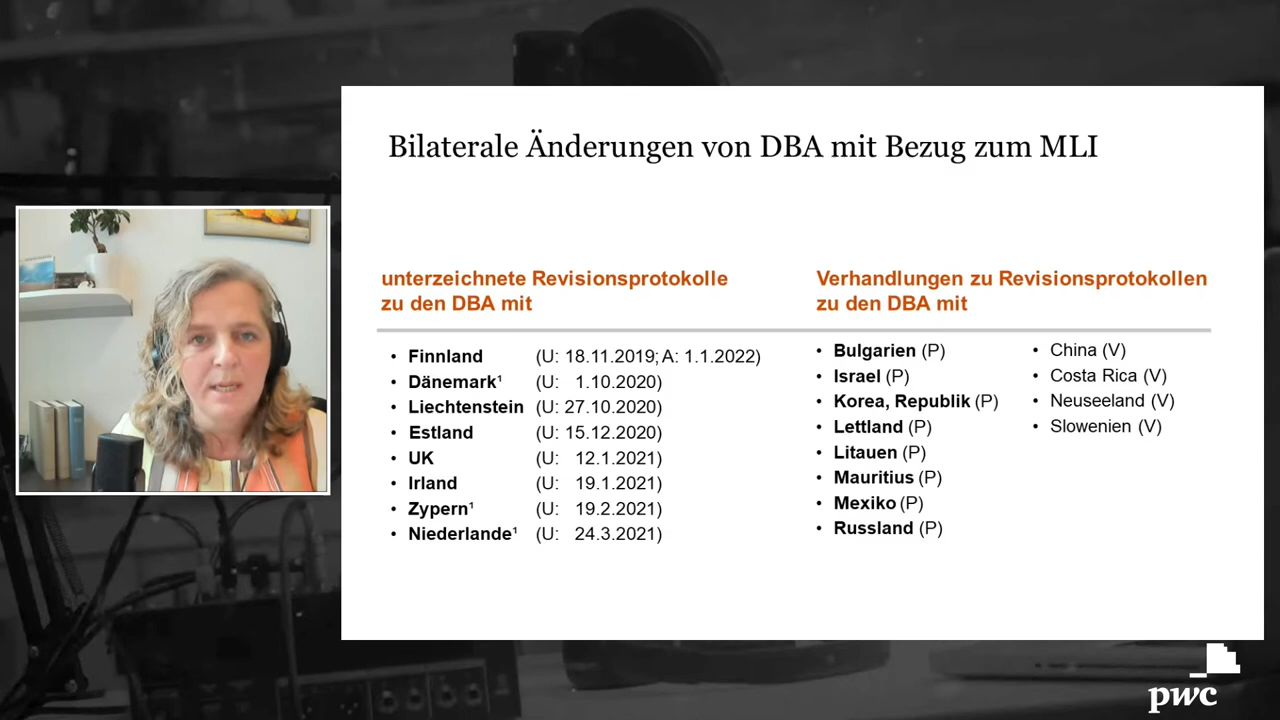 Bilaterale Änderungen von DBA mit Bezug zum MLI
unterzeichnete Revisionsprotokolle
zu den DBA mit
• Finnland (U: 18.11.2019; A: 1.1.2022)
• Dänemark¹ (U: 1.10.2020)
• Liechtenstein (U: 27.10.2020)
• Estland (U: 15.12.2020)
• UK (U: 12.1.2021)
• Irland (U: 19.1.2021)
• Zypern¹ (U: 19.2.2021)
• Niederlande¹ (U: 24.3.2021)
Verhandlungen zu Revisionsprotokollen
zu den DBA mit
• Bulgarien (P)
• Israel (P)
• Korea, Republik (P)
• Lettland (P)
• Litauen (P)
• Mauritius (P)
• Mexiko (P)
• Russland (P)
• China (V)
• Costa Rica (V)
• Neuseeland (V)
• Slowenien (V)
pwc